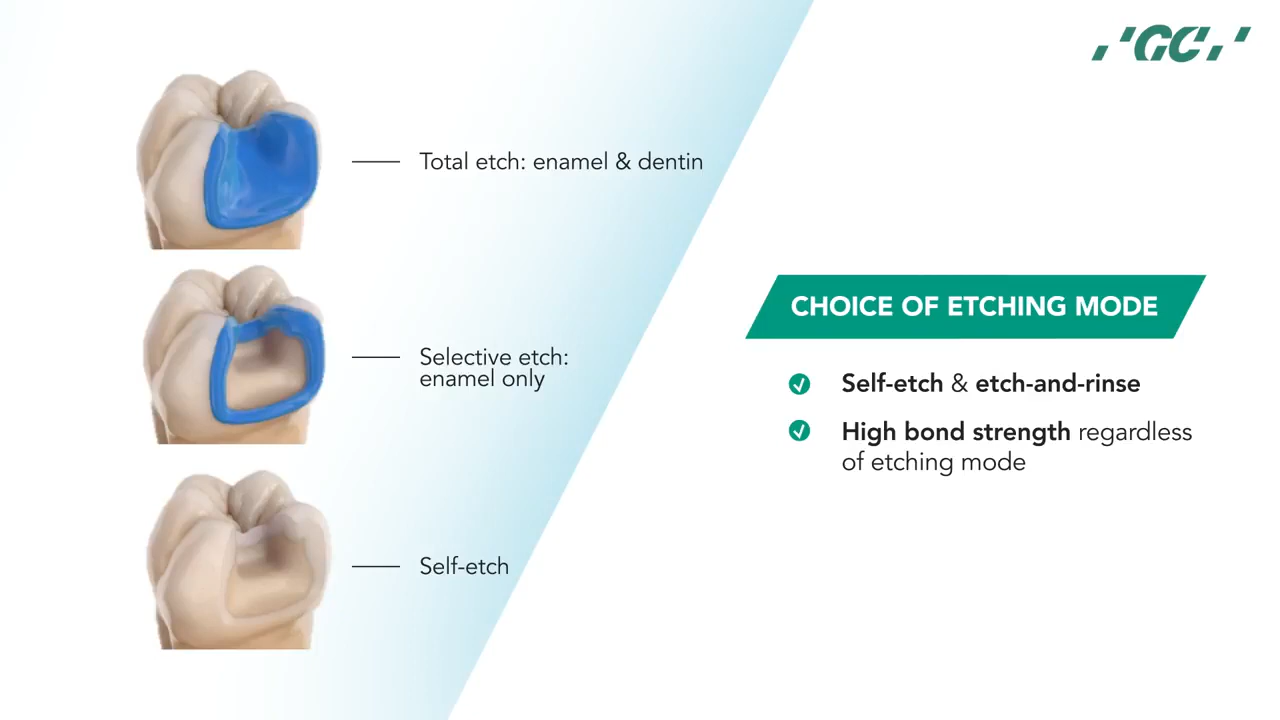 GC
Total etch: enamel & dentin
Selective etch:
enamel only
Self-etch
CHOICE OF ETCHING MODE
Self-etch & etch-and-rinse
High bond strength regardless
of etching mode